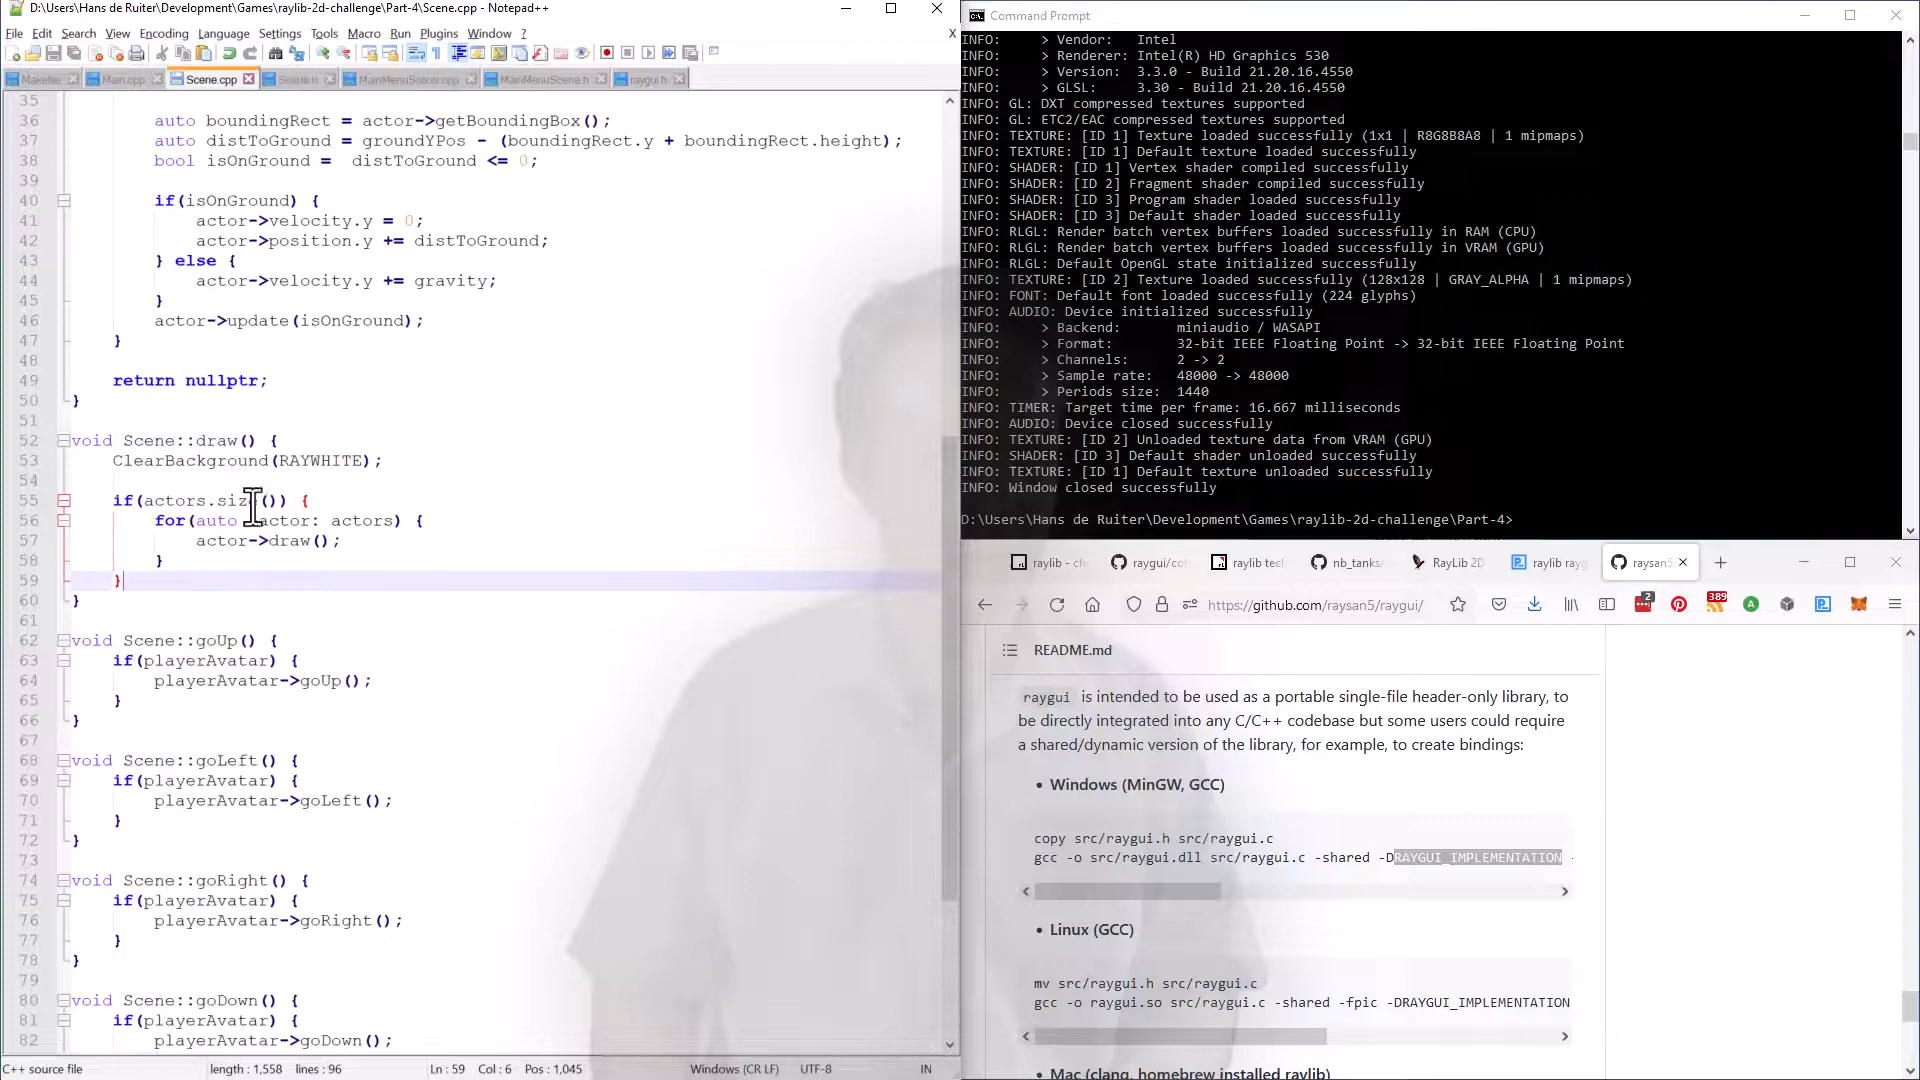 D:\Users\Hans de Ruiter\Development\Games\raylib-2d-challenge\Part-4\Scene.cpp - Notepad++
File Edit Search View Encoding Language Settings Tools Macro Run Plugins Window ?
X
Makefile Main.cpp Scene.cpp Scene.h MainMenuScene.cpp MainMenuScene.h raygui.h
35
36 auto boundingRect = actor->getBoundingBox();
37 auto distToGround = groundYPos - (boundingRect.y + boundingRect.height);
38 bool isOnGround = distToGround <= 0;
39
40 if(isOnGround) {
41 actor->velocity.y = 0;
42 actor->position.y += distToGround;
43 } else {
44 actor->velocity.y += gravity;
45 }
46 actor->update(isOnGround);
47 }
48
49 return nullptr;
50 }
51
52 void Scene::draw() {
53 ClearBackground(RAYWHITE);
54
55 if(actors.size()) {
56 for(auto actor: actors) {
57 actor->draw();
58 }
59 }
60 }
61
62 void Scene::goUp() {
63 if(playerAvatar) {
64 playerAvatar->goUp();
65 }
66 }
67
68 void Scene::goLeft() {
69 if(playerAvatar) {
70 playerAvatar->goLeft();
71 }
72 }
73
74 void Scene::goRight() {
75 if(playerAvatar) {
76 playerAvatar->goRight();
77 }
78 }
79
80 void Scene::goDown() {
81 if(playerAvatar) {
82 playerAvatar->goDown();
C++ source file length : 1,558 lines : 96 Ln : 59 Col : 6 Pos : 1,045 Windows (CR LF) UTF-8 IN
Command Prompt
INFO: > Vendor: Intel
INFO: > Renderer: Intel(R) HD Graphics 530
INFO: > Version: 3.3.0 - Build 21.20.16.4550
INFO: > GLSL: 3.30 - Build 21.20.16.4550
INFO: GL: DXT compressed textures supported
INFO: GL: ETC2/EAC compressed textures supported
INFO: TEXTURE: [ID 1] Texture loaded successfully (1x1 | R8G8B8A8 | 1 mipmaps)
INFO: TEXTURE: [ID 1] Default texture loaded successfully
INFO: SHADER: [ID 1] Vertex shader compiled successfully
INFO: SHADER: [ID 2] Fragment shader compiled successfully
INFO: SHADER: [ID 3] Program shader loaded successfully
INFO: SHADER: [ID 3] Default shader loaded successfully
INFO: RLGL: Render batch vertex buffers loaded successfully in RAM (CPU)
INFO: RLGL: Render batch vertex buffers loaded successfully in VRAM (GPU)
INFO: RLGL: Default OpenGL state initialized successfully
INFO: TEXTURE: [ID 2] Texture loaded successfully (128x128 | GRAY_ALPHA | 1 mipmaps)
INFO: FONT: Default font loaded successfully (224 glyphs)
INFO: AUDIO: Device initialized successfully
INFO: > Backend: miniaudio / WASAPI
INFO: > Format: 32-bit IEEE Floating Point -> 32-bit IEEE Floating Point
INFO: > Channels: 2 -> 2
INFO: > Sample rate: 48000 -> 48000
INFO: > Periods size: 1440
INFO: TIMER: Target time per frame: 16.667 milliseconds
INFO: AUDIO: Device closed successfully
INFO: TEXTURE: [ID 2] Unloaded texture data from VRAM (GPU)
INFO: SHADER: [ID 3] Default shader unloaded successfully
INFO: TEXTURE: [ID 1] Default texture unloaded successfully
INFO: Window closed successfully
D:\Users\Hans de Ruiter\Development\Games\raylib-2d-challenge\Part-4>
raylib - ch raygui/co raylib tec nb_tanks/ RayLib 2D raylib rayg raysan5
https://github.com/raysan5/raygui/
2 389
README.md
raygui is intended to be used as a portable single-file header-only library, to
be directly integrated into any C/C++ codebase but some users could require
a shared/dynamic version of the library, for example, to create bindings:
• Windows (MinGW, GCC)
copy src/raygui.h src/raygui.c
gcc -o src/raygui.dll src/raygui.c -shared -DRAYGUI_IMPLEMENTATION -
• Linux (GCC)
mv src/raygui.h src/raygui.c
gcc -o raygui.so src/raygui.c -shared -fpic -DRAYGUI_IMPLEMENTATION
• Mac (clang, homebrew installed raylib)